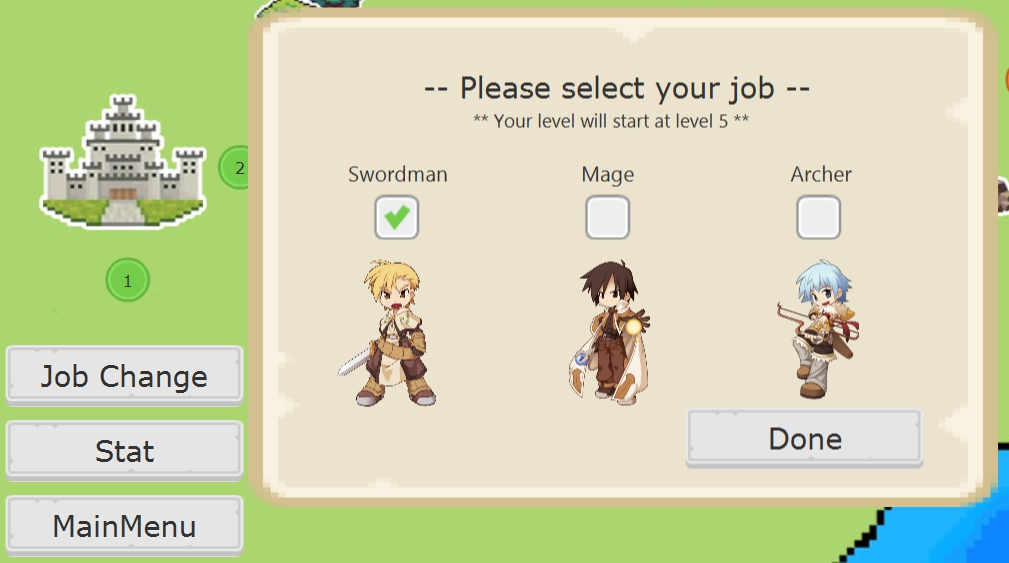 -- Please select your job --
** Your level will start at level 5 **
Swordman
Mage
Archer
2
1
Job Change
Stat
MainMenu
Done